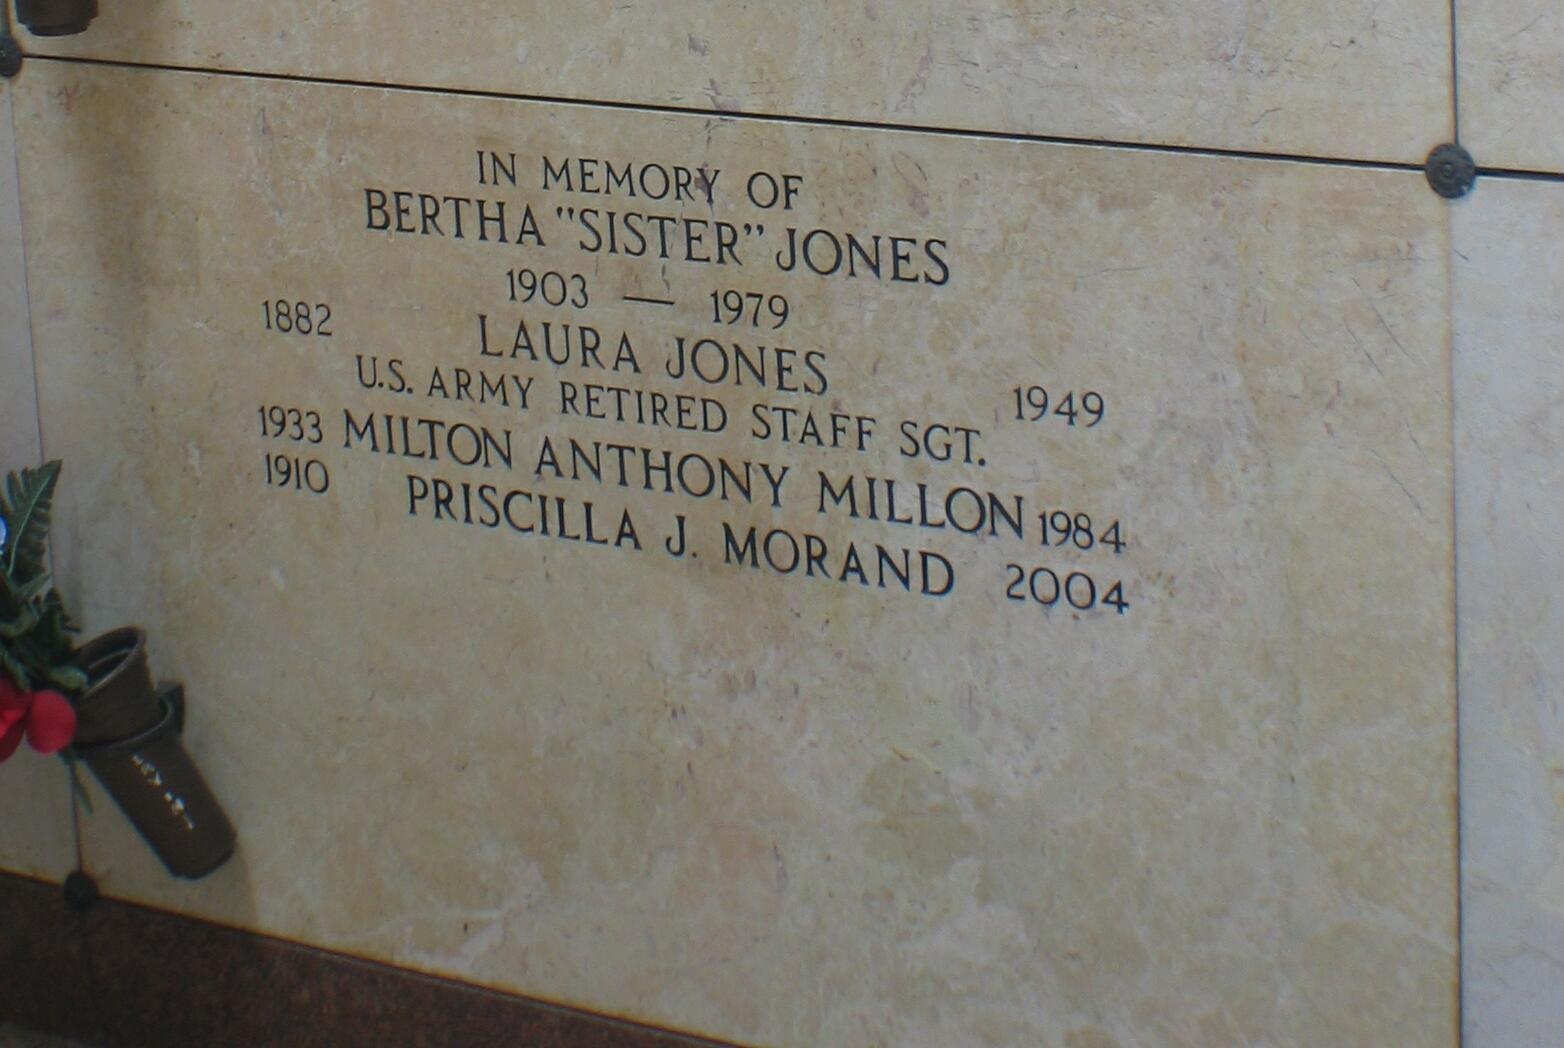 IN MEMORY OF
BERTHA "SISTER" JONES
1903 — 1979
1882 LAURA JONES 1949
U.S. ARMY RETIRED STAFF SGT.
1933 MILTON ANTHONY MILLON 1984
1910 PRISCILLA J. MORAND 2004